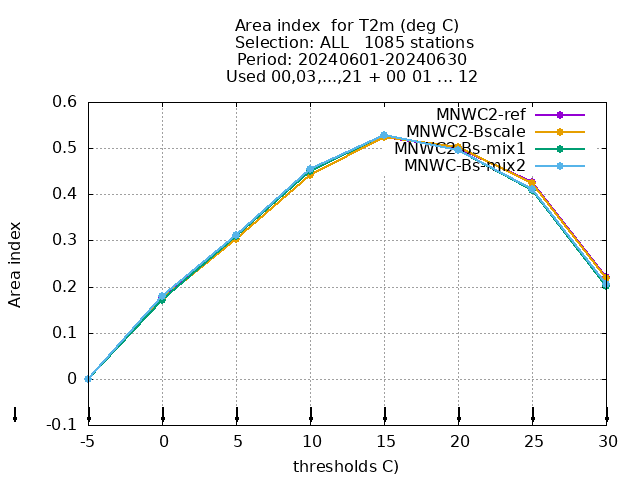 Area index  for T2m (deg C)
Selection: ALL   1085 stations
Period: 20240601-20240630
Used 00,03,...,21 + 00 01 ... 12
0.6
0.5
0.4
0.3
0.2
0.1
0
-0.1
Area index
MNWC2-ref
MNWC2-Bscale
MNWC2-Bs-mix1
MNWC-Bs-mix2
-5 0 5 10 15 20 25 30
thresholds C)